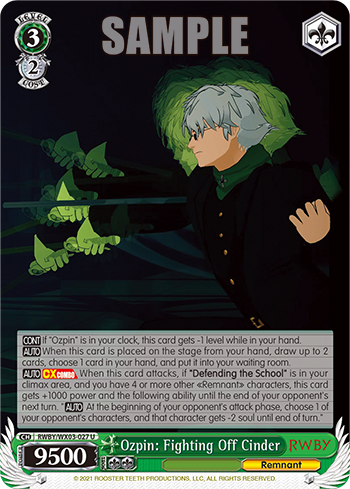 LEVEL
3
2
COST
SAMPLE
CONT If "Ozpin" is in your clock, this card gets -1 level while in your hand.
AUTO When this card is placed on the stage from your hand, draw up to 2
cards, choose 1 card in your hand, and put it into your waiting room.
AUTO CX COMBO When this card attacks, if "Defending the School" is in your
climax area, and you have 4 or more other «Remnant» characters, this card
gets +1000 power and the following ability until the end of your opponent's
next turn. "AUTO At the beginning of your opponent's attack phase, choose 1 of
your opponent's characters, and that character gets -2 soul until end of turn."
CH RWBY/WX03-027 U
Ozpin: Fighting Off Cinder RWBY
POWER
9500
Remnant
© 2021 ROOSTER TEETH PRODUCTIONS, LLC, ALL RIGHTS RESERVED.